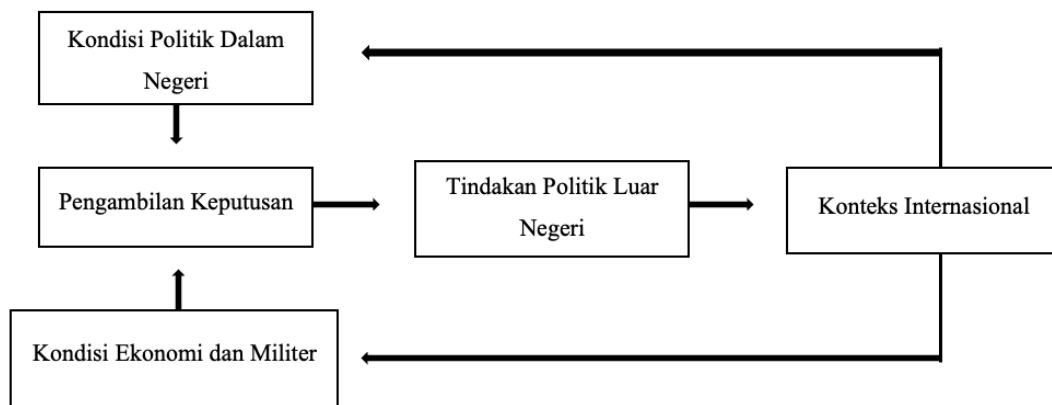 Kondisi Politik Dalam
Negeri
Pengambilan Keputusan
Tindakan Politik Luar
Negeri
Konteks Internasional
Kondisi Ekonomi dan Militer